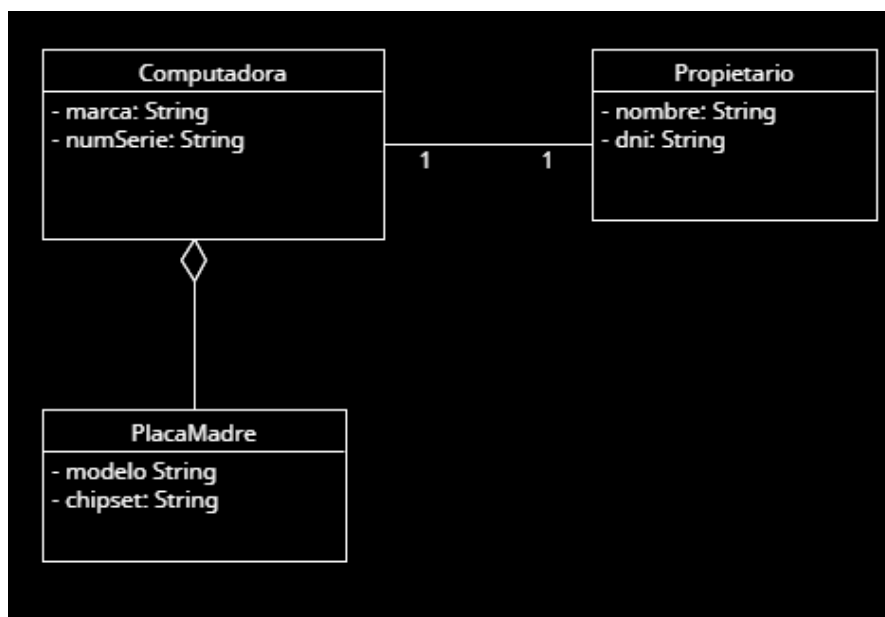 Computadora
- marca: String
- numSerie: String
Propietario
- nombre: String
- dni: String
1
1
PlacaMadre
- modelo String
- chipset: String